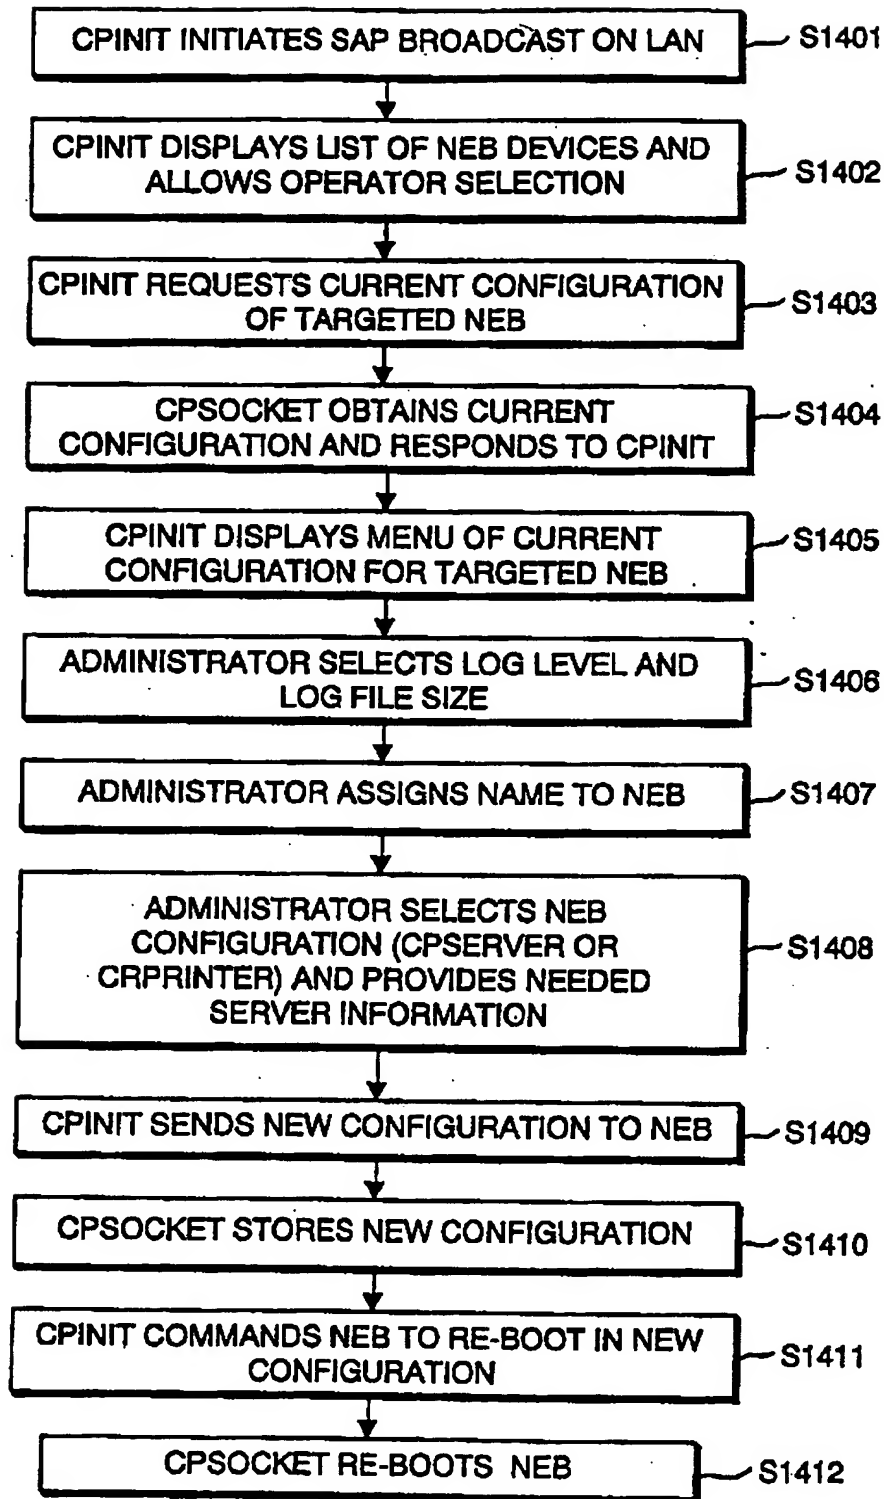 CPINIT INITIATES SAP BROADCAST ON LAN
S1401
CPINIT DISPLAYS LIST OF NEB DEVICES AND
ALLOWS OPERATOR SELECTION
S1402
CPINIT REQUESTS CURRENT CONFIGURATION
OF TARGETED NEB
S1403
CPSOCKET OBTAINS CURRENT
CONFIGURATION AND RESPONDS TO CPINIT
S1404
CPINIT DISPLAYS MENU OF CURRENT
CONFIGURATION FOR TARGETED NEB
S1405
ADMINISTRATOR SELECTS LOG LEVEL AND
LOG FILE SIZE
S1406
ADMINISTRATOR ASSIGNS NAME TO NEB
S1407
ADMINISTRATOR SELECTS NEB
CONFIGURATION (CPSERVER OR
CRPRINTER) AND PROVIDES NEEDED
SERVER INFORMATION
S1408
CPINIT SENDS NEW CONFIGURATION TO NEB
S1409
CPSOCKET STORES NEW CONFIGURATION
S1410
CPINIT COMMANDS NEB TO RE-BOOT IN NEW
CONFIGURATION
S1411
CPSOCKET RE-BOOTS NEB
S1412